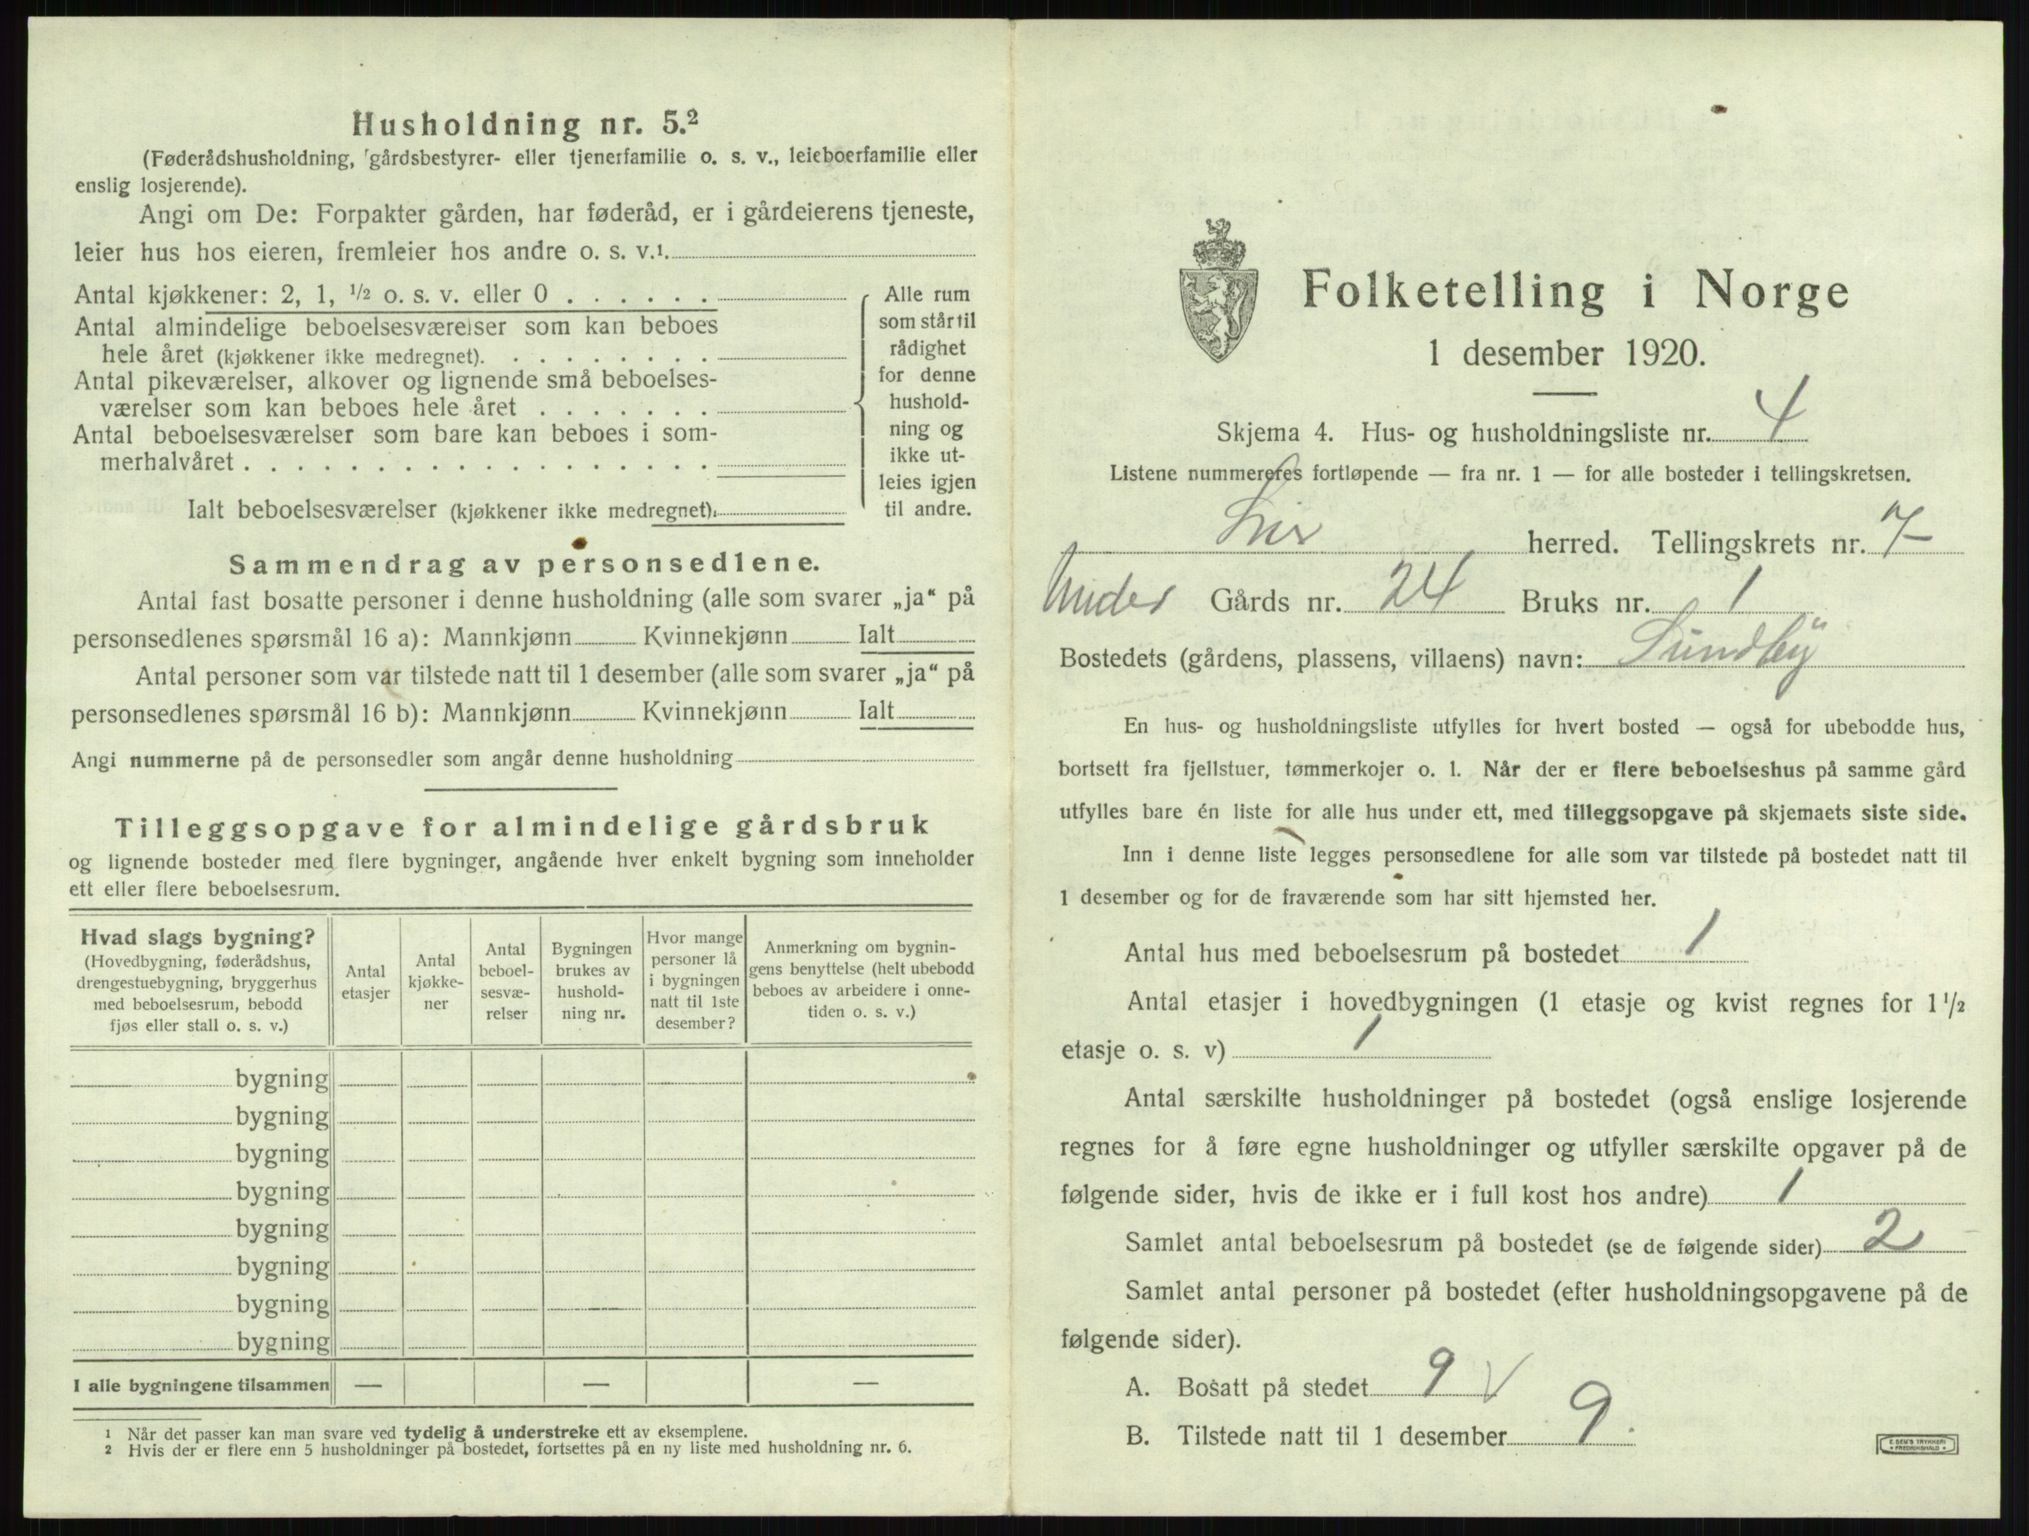 Husholdning nr. 5.²
(Føderådshusholdning, gårdsbestyrer- eller tjenerfamilie o. s. v., leieboerfamilie eller
enslig losjerende).
Angi om De: Forpakter gården, har føderåd, er i gårdeierens tjeneste,
leier hus hos eieren, fremleier hos andre o. s. v.¹.
Antal kjøkkener: 2, 1, ½ o. s. v. eller 0 . . . . . .
Antal almindelige beboelsesværelser som kan beboes
hele året (kjøkkener ikke medregnet). . . . . . . . .
Antal pikeværelser, alkover og lignende små beboelses-
værelser som kan beboes hele året . . . . . . .
Antal beboelsesværelser som bare kan beboes i som-
merhalvåret . . . . . . . . . . . . . . . . . .
Ialt beboelsesværelser (kjøkkener ikke medregnet).
Alle rum
som står til
rådighet
for denne
hushold-
ning og
ikke ut-
leies igjen
til andre.
Sammendrag av personsedlene.
Antal fast bosatte personer i denne husholdning (alle som svarer „ja“ på
personsedlenes spørsmål 16 a): Mannkjønn Kvinnekjønn Ialt
Antal personer som var tilstede natt til 1 desember (alle som svarer „ja“ på
personsedlenes spørsmål 16 b): Mannkjønn Kvinnekjønn Ialt
Angi nummerne på de personsedler som angår denne husholdning
Tilleggsopgave for almindelige gårdsbruk
og lignende bosteder med flere bygninger, angående hver enkelt bygning som inneholder
ett eller flere beboelsesrum.
Hvad slags bygning?
(Hovedbygning, føderådshus,
drengestuebygning, bryggerhus
med beboelsesrum, bebodd
fjøs eller stall o. s. v.)
Antal
etasjer
Antal
kjøkke-
ner
Antal
beboel-
sesvæ-
relser
Bygningen
brukes av
hushold-
ning nr.
Hvor mange
personer lå
i bygningen
natt til 1ste
desember?
Anmerkning om bygnin-
gens benyttelse (helt ubebodd
beboes av arbeidere i onne-
tiden o. s. v.)
bygning
bygning
bygning
bygning
bygning
bygning
bygning
bygning
I alle bygningene tilsammen — — —
¹ Når det passer kan man svare ved tydelig å understreke ett av eksemplene.
² Hvis der er flere enn 5 husholdninger på bostedet, fortsettes på en ny liste med husholdning nr. 6.
Folketelling i Norge
1 desember 1920.
Skjema 4. Hus- og husholdningsliste nr. 4
Listene nummereres fortløpende — fra nr. 1 — for alle bosteder i tellingskretsen.
Lier herred. Tellingskrets nr. 7
Under Gårds nr. 24 Bruks nr. 1
Bostedets (gårdens, plassens, villaens) navn: Sundby
En hus- og husholdningsliste utfylles for hvert bosted — også for ubebodde hus,
bortsett fra fjellstuer, tømmerkojer o. l. Når der er flere beboelseshus på samme gård
utfylles bare én liste for alle hus under ett, med tilleggsopgave på skjemaets siste side.
Inn i denne liste legges personsedlene for alle som var tilstede på bostedet natt til
1 desember og for de fraværende som har sitt hjemsted her.
Antal hus med beboelsesrum på bostedet 1
Antal etasjer i hovedbygningen (1 etasje og kvist regnes for 1 ½
etasje o. s. v) 1
Antal særskilte husholdninger på bostedet (også enslige losjerende
regnes for å føre egne husholdninger og utfyller særskilte opgaver på de
følgende sider, hvis de ikke er i full kost hos andre) 1
Samlet antal beboelsesrum på bostedet (se de følgende sider) 2
Samlet antal personer på bostedet (efter husholdningsopgavene på de
følgende sider).
A. Bosatt på stedet 9 √
B. Tilstede natt til 1 desember 9.
E. SEM'S TRYKKERI
FREDRIKSHALD